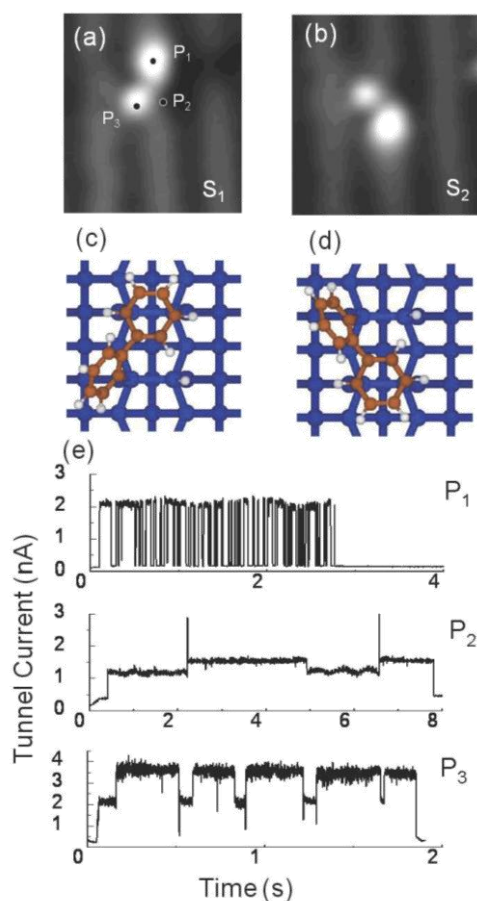 (a)
P1
P2
P3
S1
(b)
S2
(c)
(d)
(e)
Tunnel Current (nA)
3
2
1
0
0 2 4
P1
3
2
1
0
0 2 4 6 8
P2
4
3
2
1
0
0 1 2
P3
Time (s)